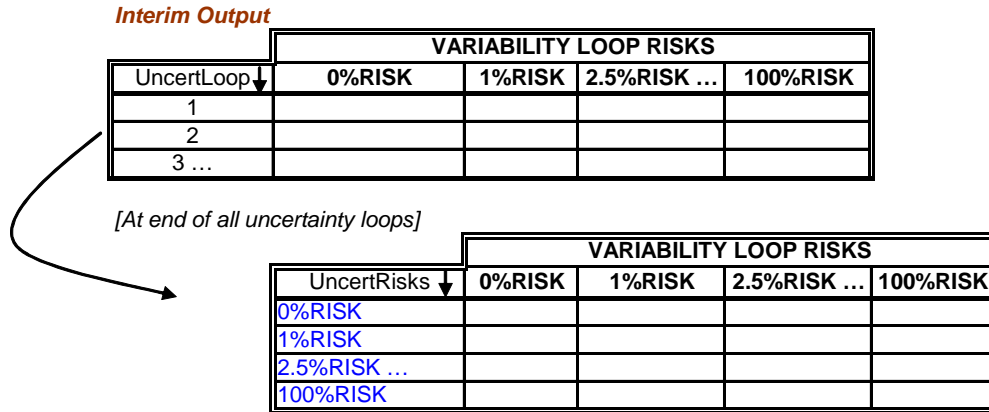 Interim Output
VARIABILITY LOOP RISKS
UncertLoop 0%RISK 1%RISK 2.5%RISK … 100%RISK
1
2
3 …
[At end of all uncertainty loops]
VARIABILITY LOOP RISKS
UncertRisks 0%RISK 1%RISK 2.5%RISK … 100%RISK
0%RISK
1%RISK
2.5%RISK …
100%RISK